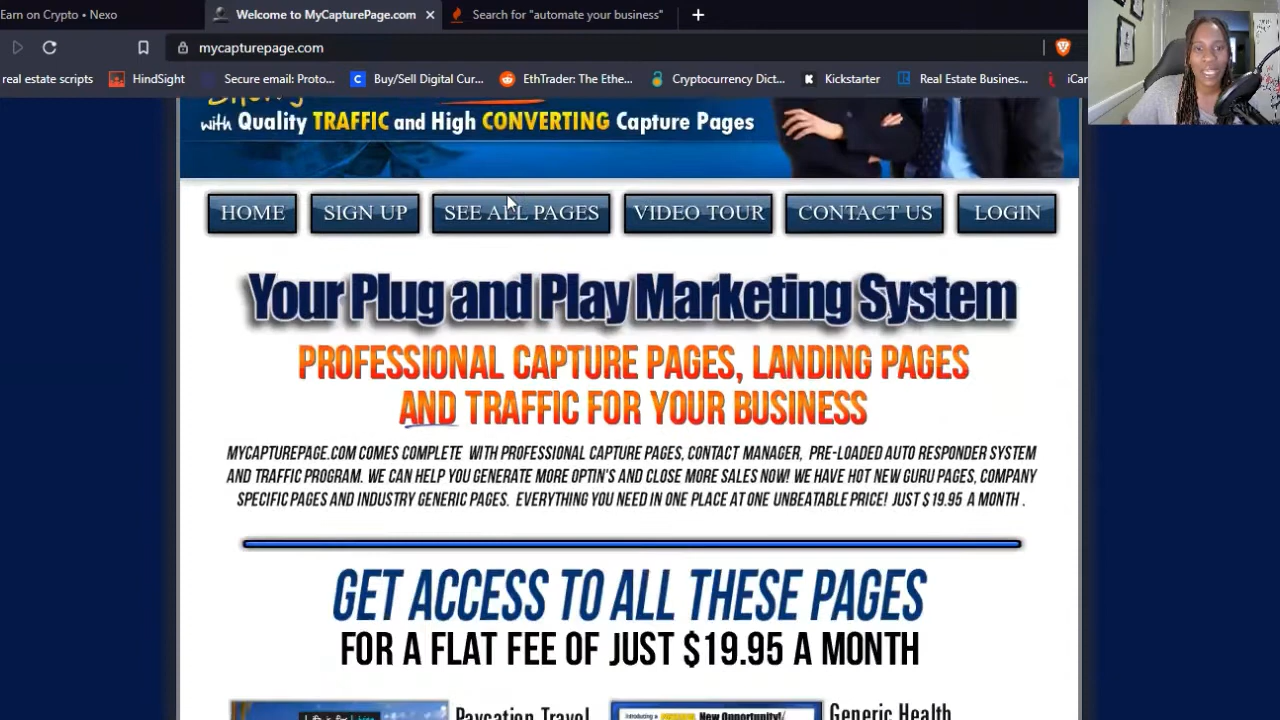 Earn on Crypto • Nexo
Welcome to MyCapturePage.com
Search for "automate your business"
mycapturepage.com
real estate scripts
HindSight
Secure email: Proto...
Buy/Sell Digital Cur...
EthTrader: The Ethe...
Cryptocurrency Dict...
Kickstarter
Real Estate Busines...
iCar
with Quality TRAFFIC and High CONVERTING Capture Pages
HOME
SIGN UP
SEE ALL PAGES
VIDEO TOUR
CONTACT US
LOGIN
Your Plug and Play Marketing System
PROFESSIONAL CAPTURE PAGES, LANDING PAGES
AND TRAFFIC FOR YOUR BUSINESS
MYCAPTUREPAGE.COM COMES COMPLETE WITH PROFESSIONAL CAPTURE PAGES, CONTACT MANAGER, PRE-LOADED AUTO RESPONDER SYSTEM
AND TRAFFIC PROGRAM. WE CAN HELP YOU GENERATE MORE OPTIN'S AND CLOSE MORE SALES NOW! WE HAVE HOT NEW GURU PAGES, COMPANY
SPECIFIC PAGES AND INDUSTRY GENERIC PAGES. EVERYTHING YOU NEED IN ONE PLACE AT ONE UNBEATABLE PRICE! JUST $19.95 A MONTH .
GET ACCESS TO ALL THESE PAGES
FOR A FLAT FEE OF JUST $19.95 A MONTH
Paycation Travel
New Opportunity!
Generic Health